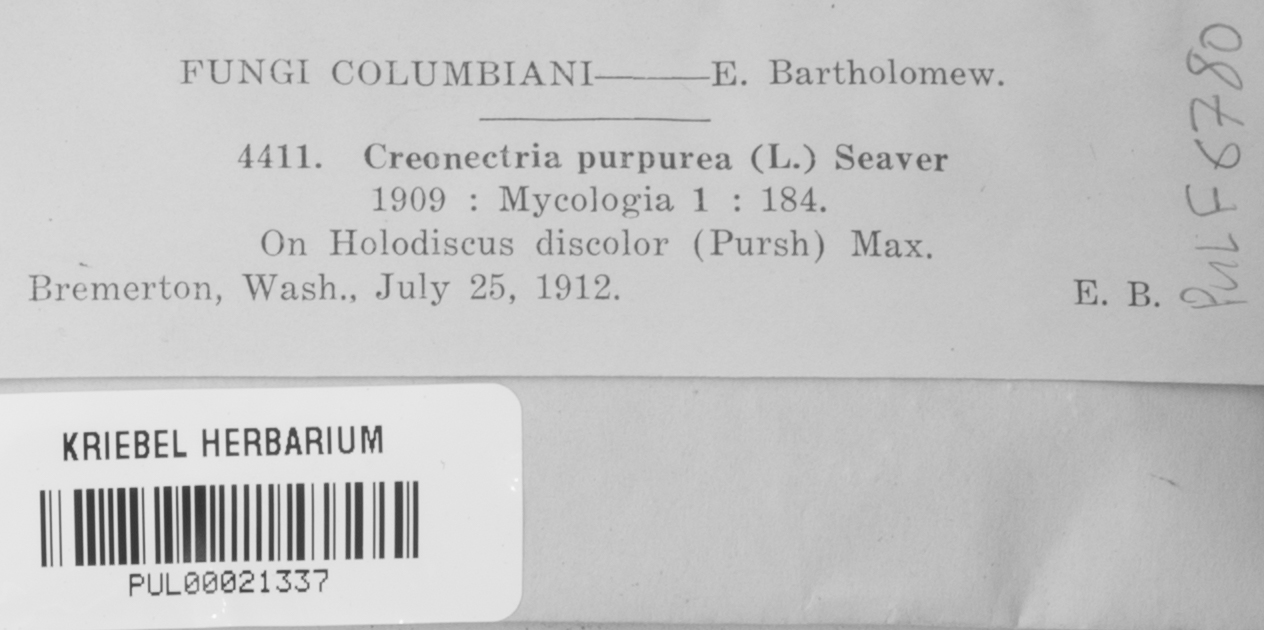 FUNGI COLUMBIANI———E. Bartholomew.
4411. Creonectria purpurea (L.) Seaver
1909 : Mycologia 1 : 184.
On Holodiscus discolor (Pursh) Max.
Bremerton, Wash., July 25, 1912. E. B.
PUL F 6780
KRIEBEL HERBARIUM
PUL00021337